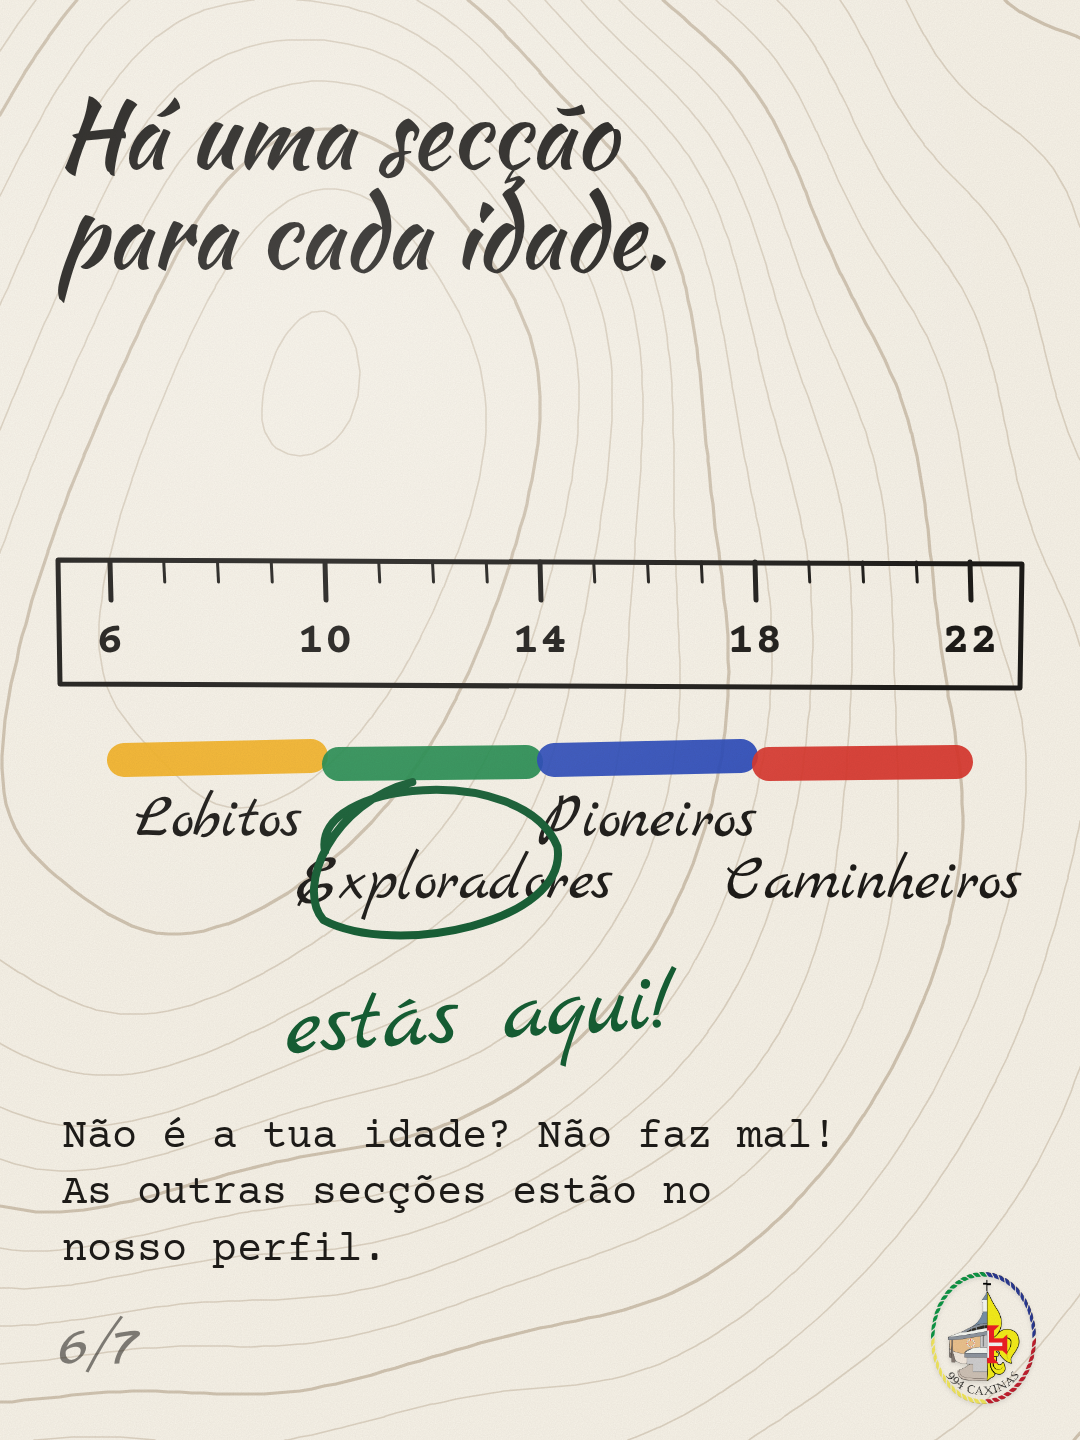 Há uma secção
para cada idade.
6 10 14 18 22
Lobitos
Exploradores
Pioneiros
Caminheiros
estás aqui!
Não é a tua idade? Não faz mal!
As outras secções estão no
nosso perfil.
6/7
994 CAXINAS